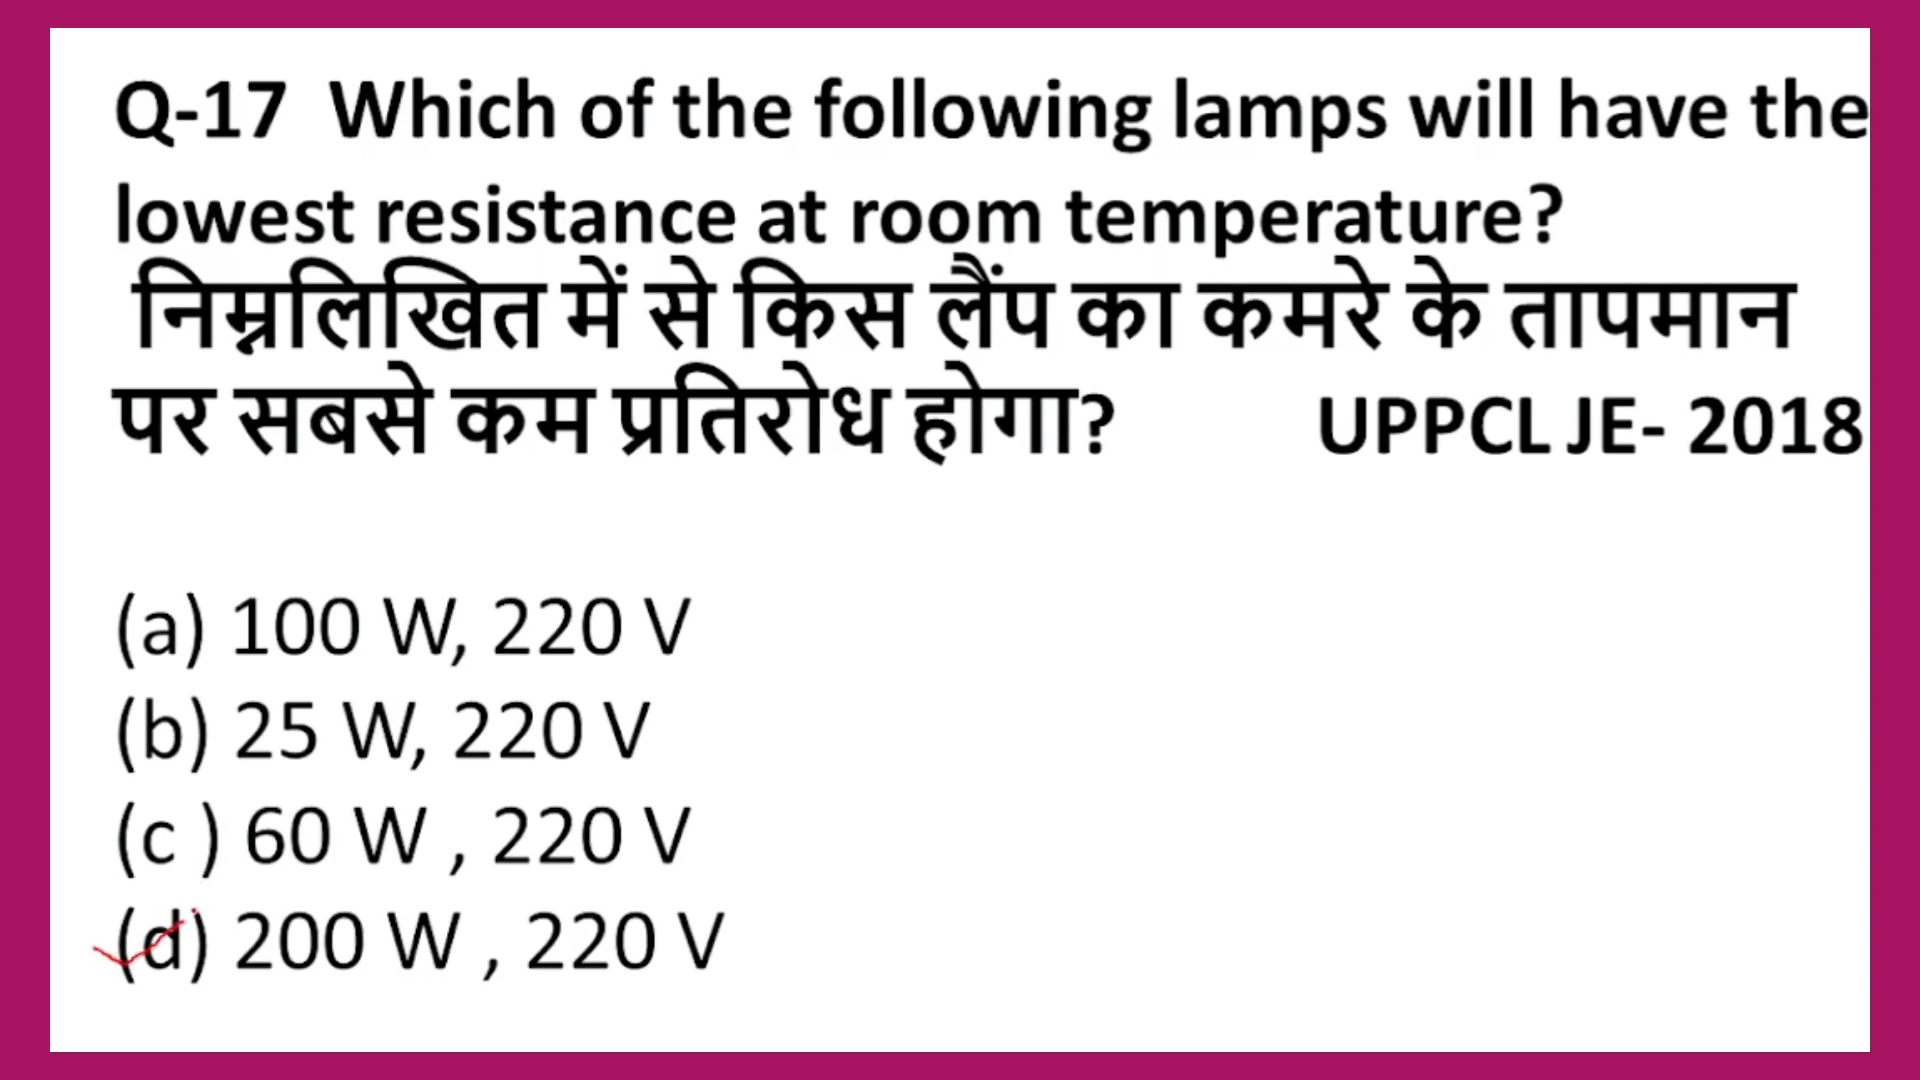 Q-17 Which of the following lamps will have the
lowest resistance at room temperature?
निम्नलिखित में से किस लैंप का कमरे के तापमान
पर सबसे कम प्रतिरोध होगा? UPPCL JE- 2018
(a) 100 W, 220 V
(b) 25 W, 220 V
(c ) 60 W , 220 V
(d) 200 W , 220 V